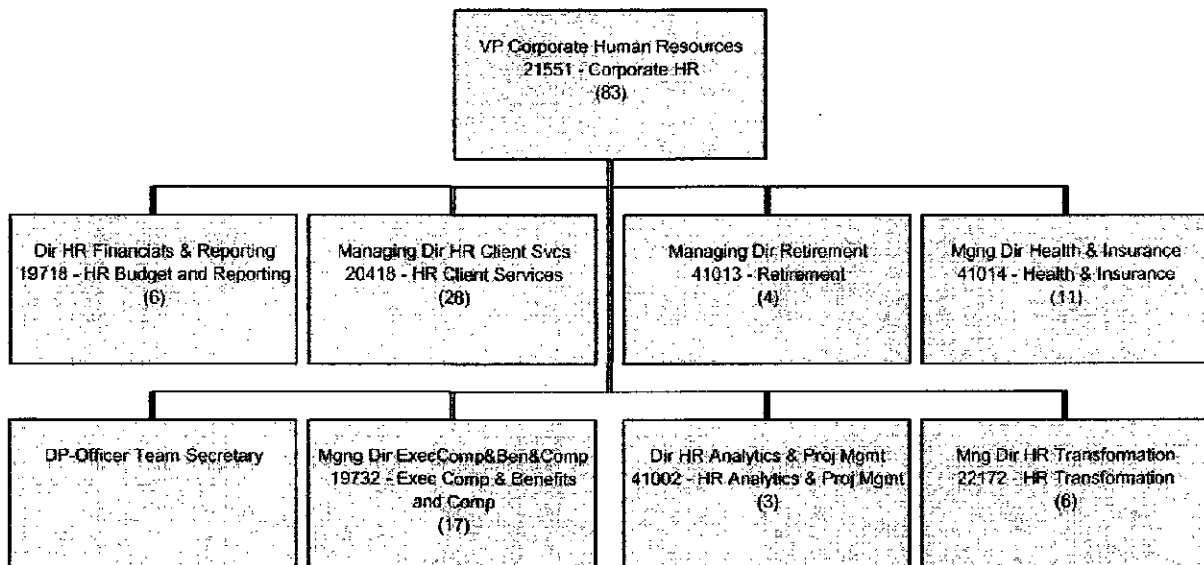 VP Corporate Human Resources
21551 - Corporate HR
(83)
Dir HR Financials & Reporting
19718 - HR Budget and Reporting
(6)
Managing Dir HR Client Svcs
20418 - HR Client Services
(28)
Managing Dir Retirement
41013 - Retirement
(4)
Mgng Dir Health & Insurance
41014 - Health & Insurance
(11)
DP-Officer Team Secretary
Mgng Dir ExecComp&Ben&Comp
19732 - Exec Comp & Benefits
and Comp
(17)
Dir HR Analytics & Proj Mgmt
41002 - HR Analytics & Proj Mgmt
(3)
Mng Dir HR Transformation
22172 - HR Transformation
(6)